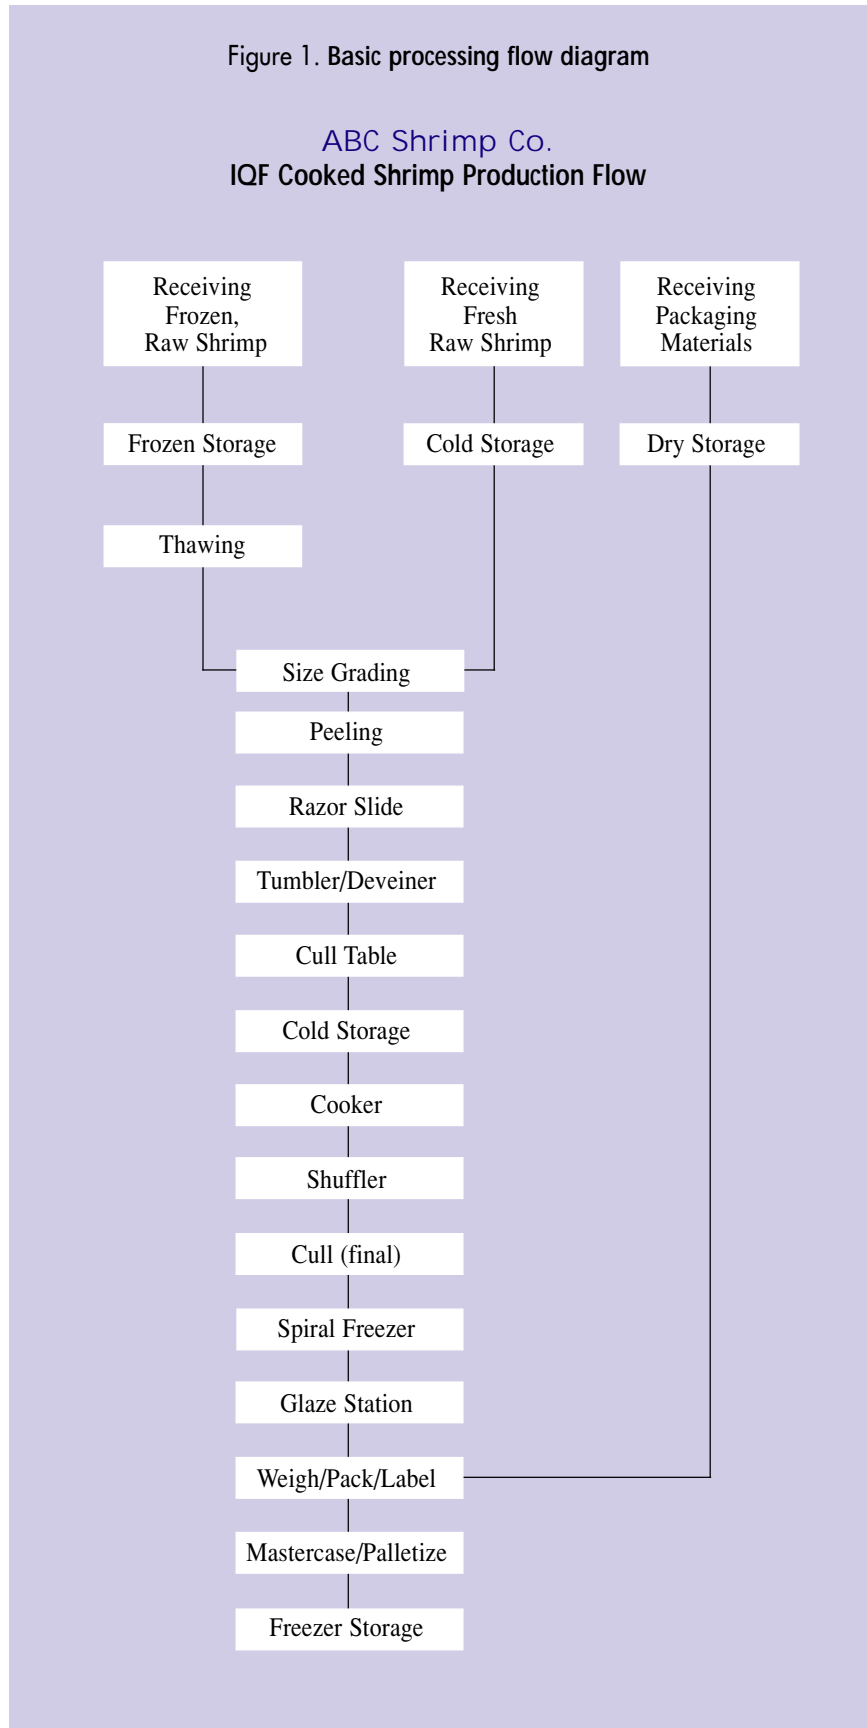 Figure 1. Basic processing flow diagram
ABC Shrimp Co.
IQF Cooked Shrimp Production Flow
Receiving
Frozen,
Raw Shrimp
Receiving
Fresh
Raw Shrimp
Receiving
Packaging
Materials
Frozen Storage
Cold Storage
Dry Storage
Thawing
Size Grading
Peeling
Razor Slide
Tumbler/Deveiner
Cull Table
Cold Storage
Cooker
Shuffler
Cull (final)
Spiral Freezer
Glaze Station
Weigh/Pack/Label
Mastercase/Palletize
Freezer Storage